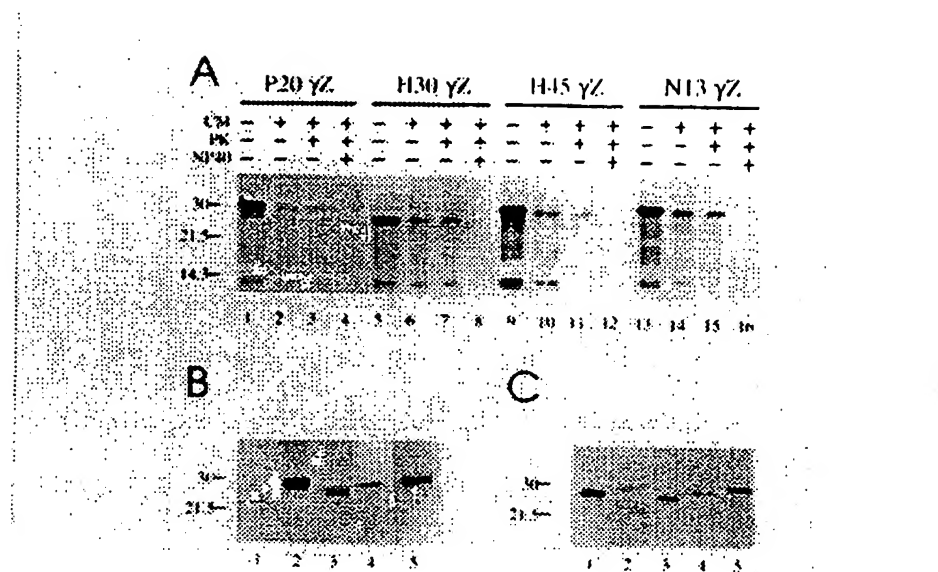 A
P20 γZ H30 γZ H45 γZ N13 γZ
CM − + + + − + + + − + + + − + + +
PK − − + + − − + + − − + + − − + +
NP40 − − − + − − − + − − − + − − − +
30−
21.5−
14.3−
1 2 3 4 5 6 7 8 9 10 11 12 13 14 15 16
B C
30−
21.5−
1 2 3 4 5
30−
21.5−
1 2 3 4 5